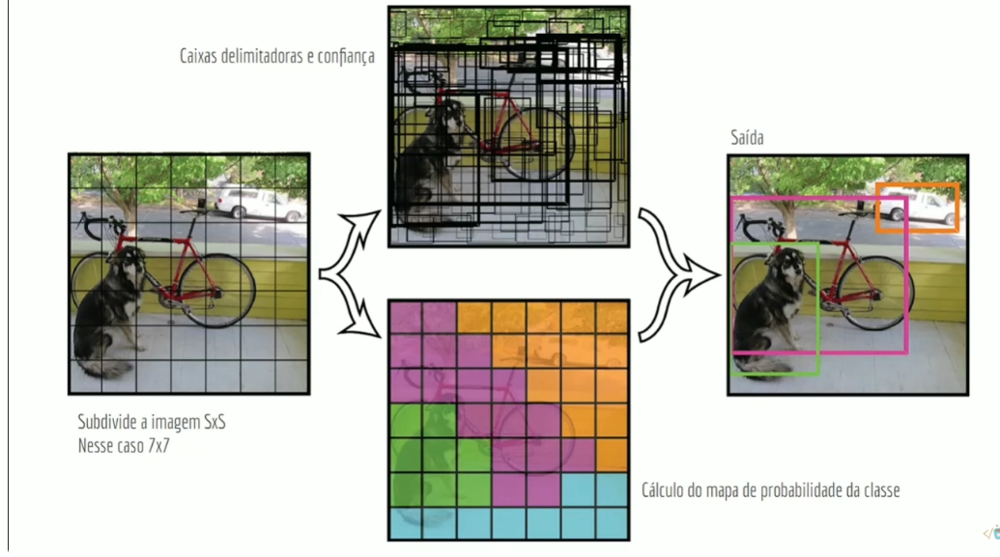 Caixas delimitadoras e confiança
Saída
Subdivide a imagem SxS
Nesse caso 7x7
Cálculo do mapa de probabilidade da classe